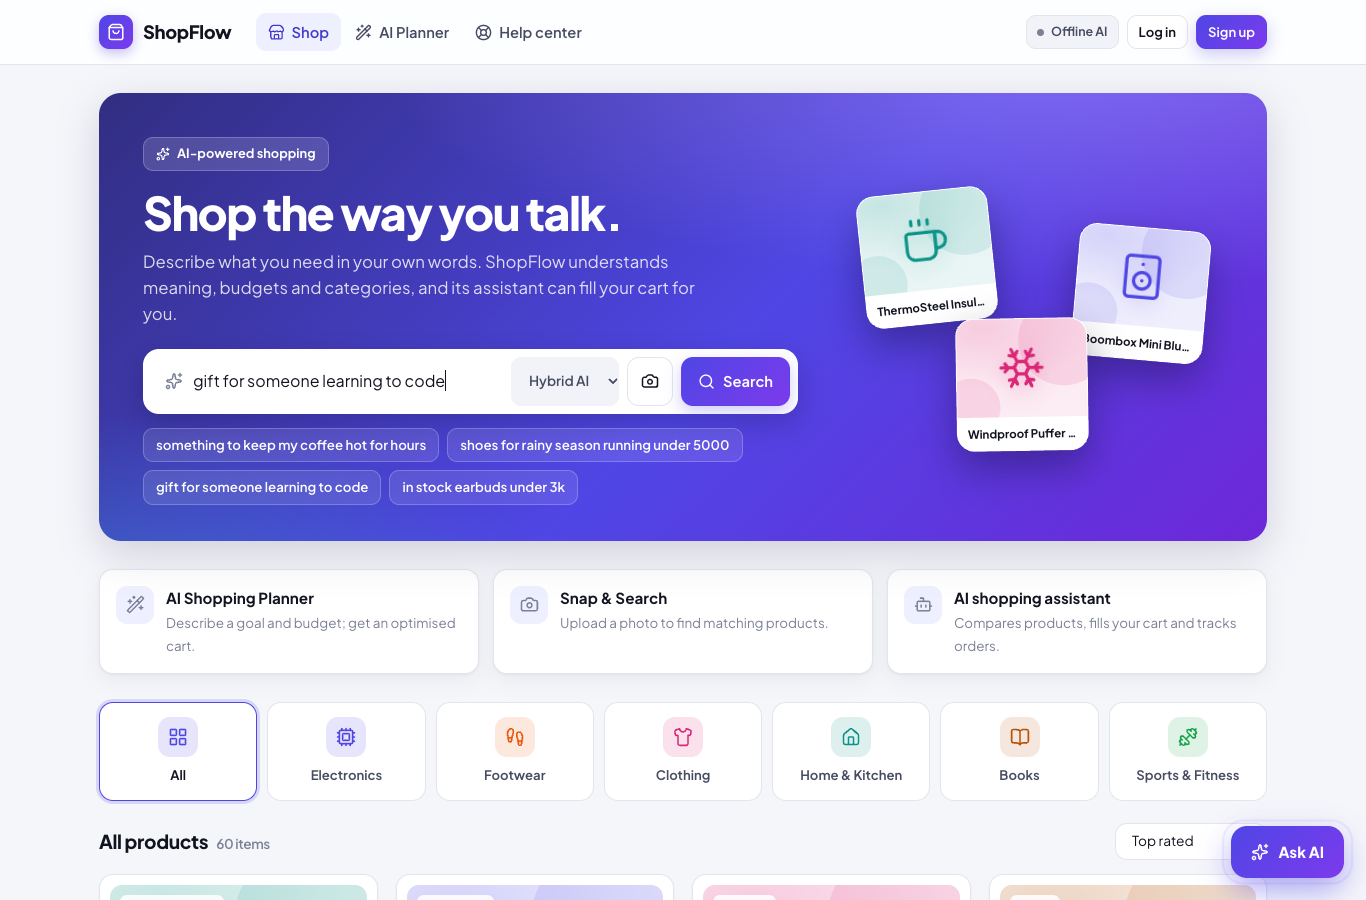 ShopFlow
Shop
AI Planner
Help center
Offline AI
Log in
Sign up
AI-powered shopping
Shop the way you talk.
Describe what you need in your own words. ShopFlow understands
meaning, budgets and categories, and its assistant can fill your cart for
you.
gift for someone learning to code
Hybrid AI
Search
something to keep my coffee hot for hours
shoes for rainy season running under 5000
gift for someone learning to code
in stock earbuds under 3k
ThermoSteel Insul...
Boombox Mini Blu...
Windproof Puffer ...
AI Shopping Planner
Describe a goal and budget; get an optimised
cart.
Snap & Search
Upload a photo to find matching products.
AI shopping assistant
Compares products, fills your cart and tracks
orders.
All
Electronics
Footwear
Clothing
Home & Kitchen
Books
Sports & Fitness
All products
60 items
Top rated
Ask AI